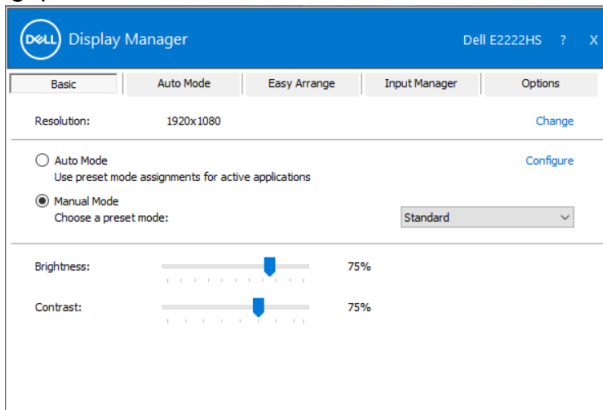 DELL Display Manager Dell E2222HS ? X
Basic Auto Mode Easy Arrange Input Manager Options
Resolution: 1920x1080 Change
Auto Mode Configure
Use preset mode assignments for active applications
Manual Mode
Choose a preset mode: Standard
Brightness: 75%
Contrast: 75%